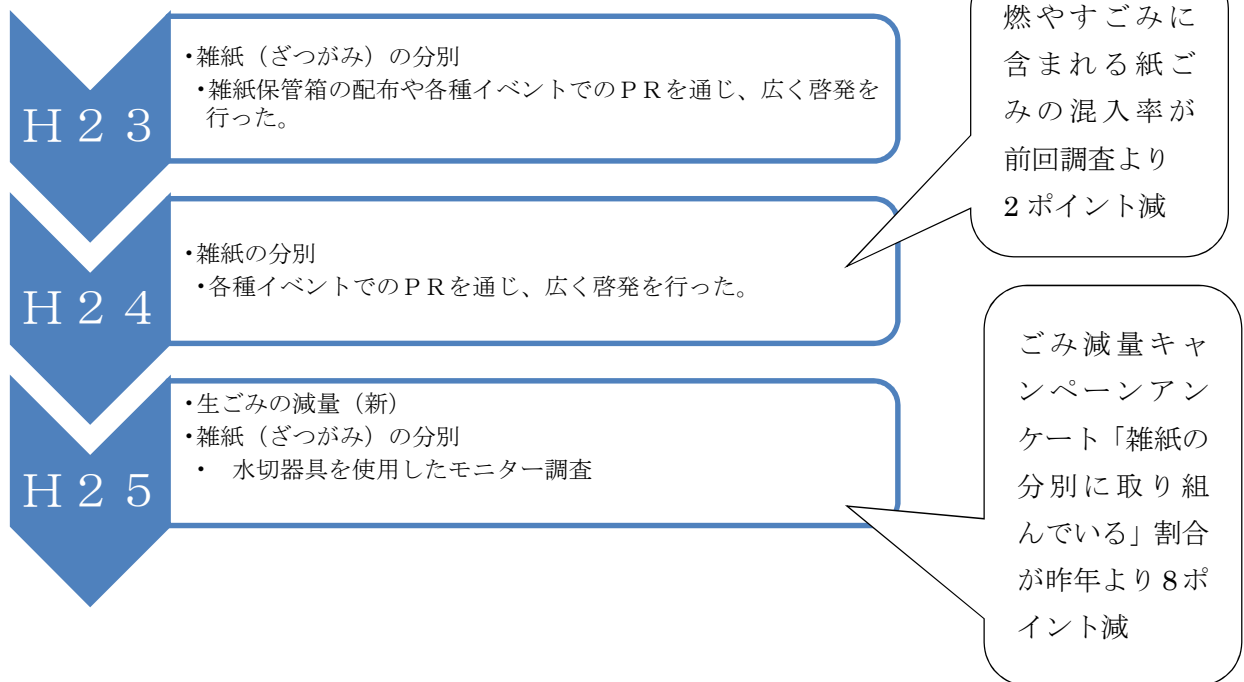 H23
・雑紙（ざつがみ）の分別
・雑紙保管箱の配布や各種イベントでのPRを通じ、広く啓発を
行った。
燃やすごみに
含まれる紙ご
みの混入率が
前回調査より
2 ポイント減
H24
・雑紙の分別
・各種イベントでのPRを通じ、広く啓発を行った。
H25
・生ごみの減量（新）
・雑紙（ざつがみ）の分別
・ 水切器具を使用したモニター調査
ごみ減量キャ
ンペーンアン
ケート「雑紙の
分別に取り組
んでいる」割合
が昨年より 8 ポ
イント減